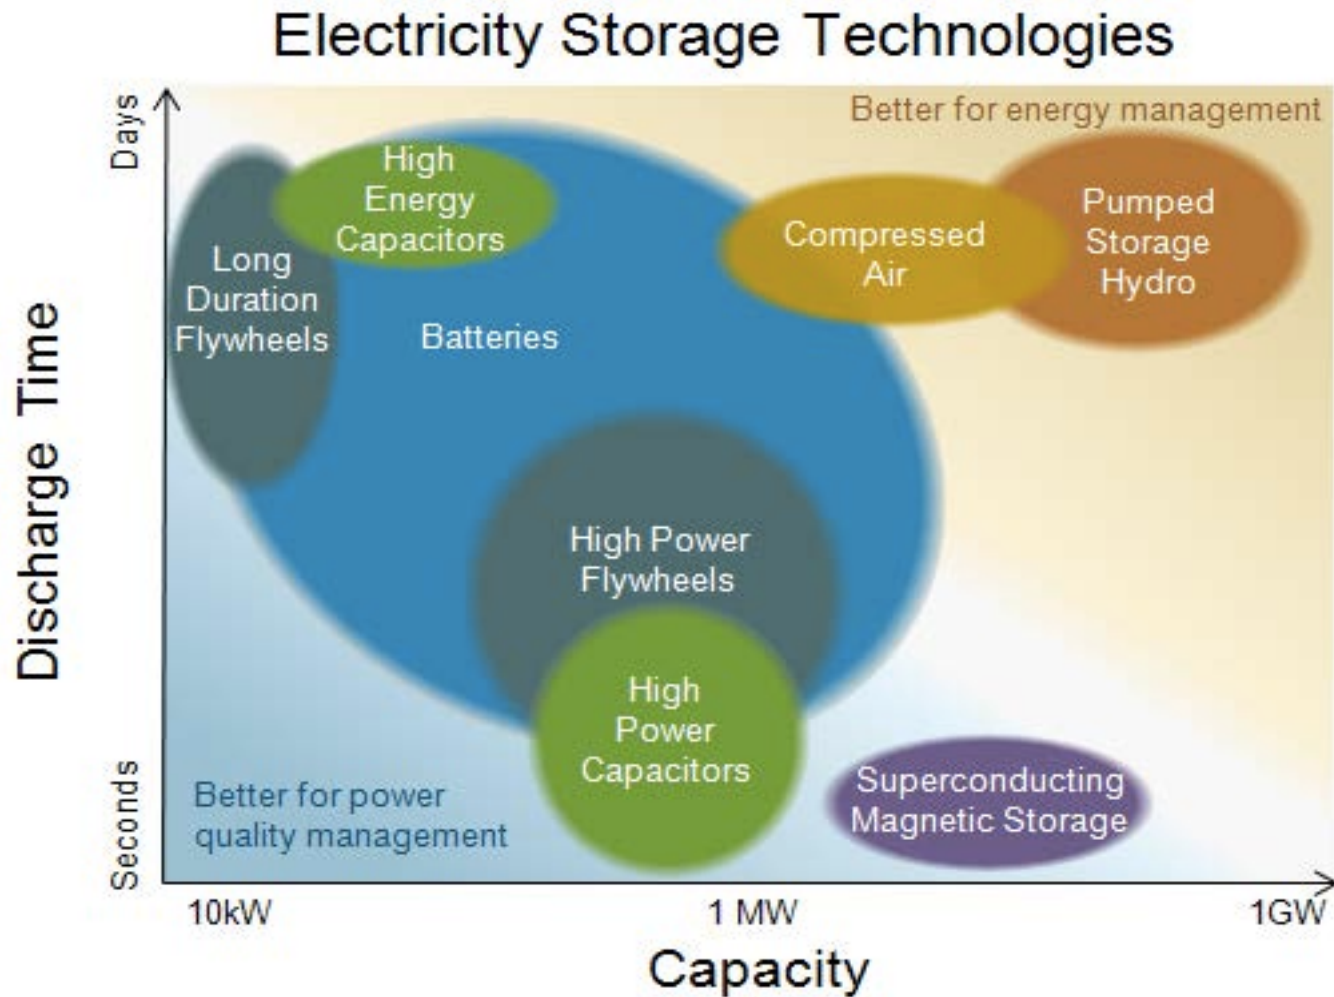 Electricity Storage Technologies
Days
Better for energy management
High
Energy
Capacitors
Long
Duration
Flywheels
Batteries
Compressed
Air
Pumped
Storage
Hydro
Discharge Time
High Power
Flywheels
High
Power
Capacitors
Superconducting
Magnetic Storage
Better for power
quality management
Seconds
10kW
1 MW
1GW
Capacity